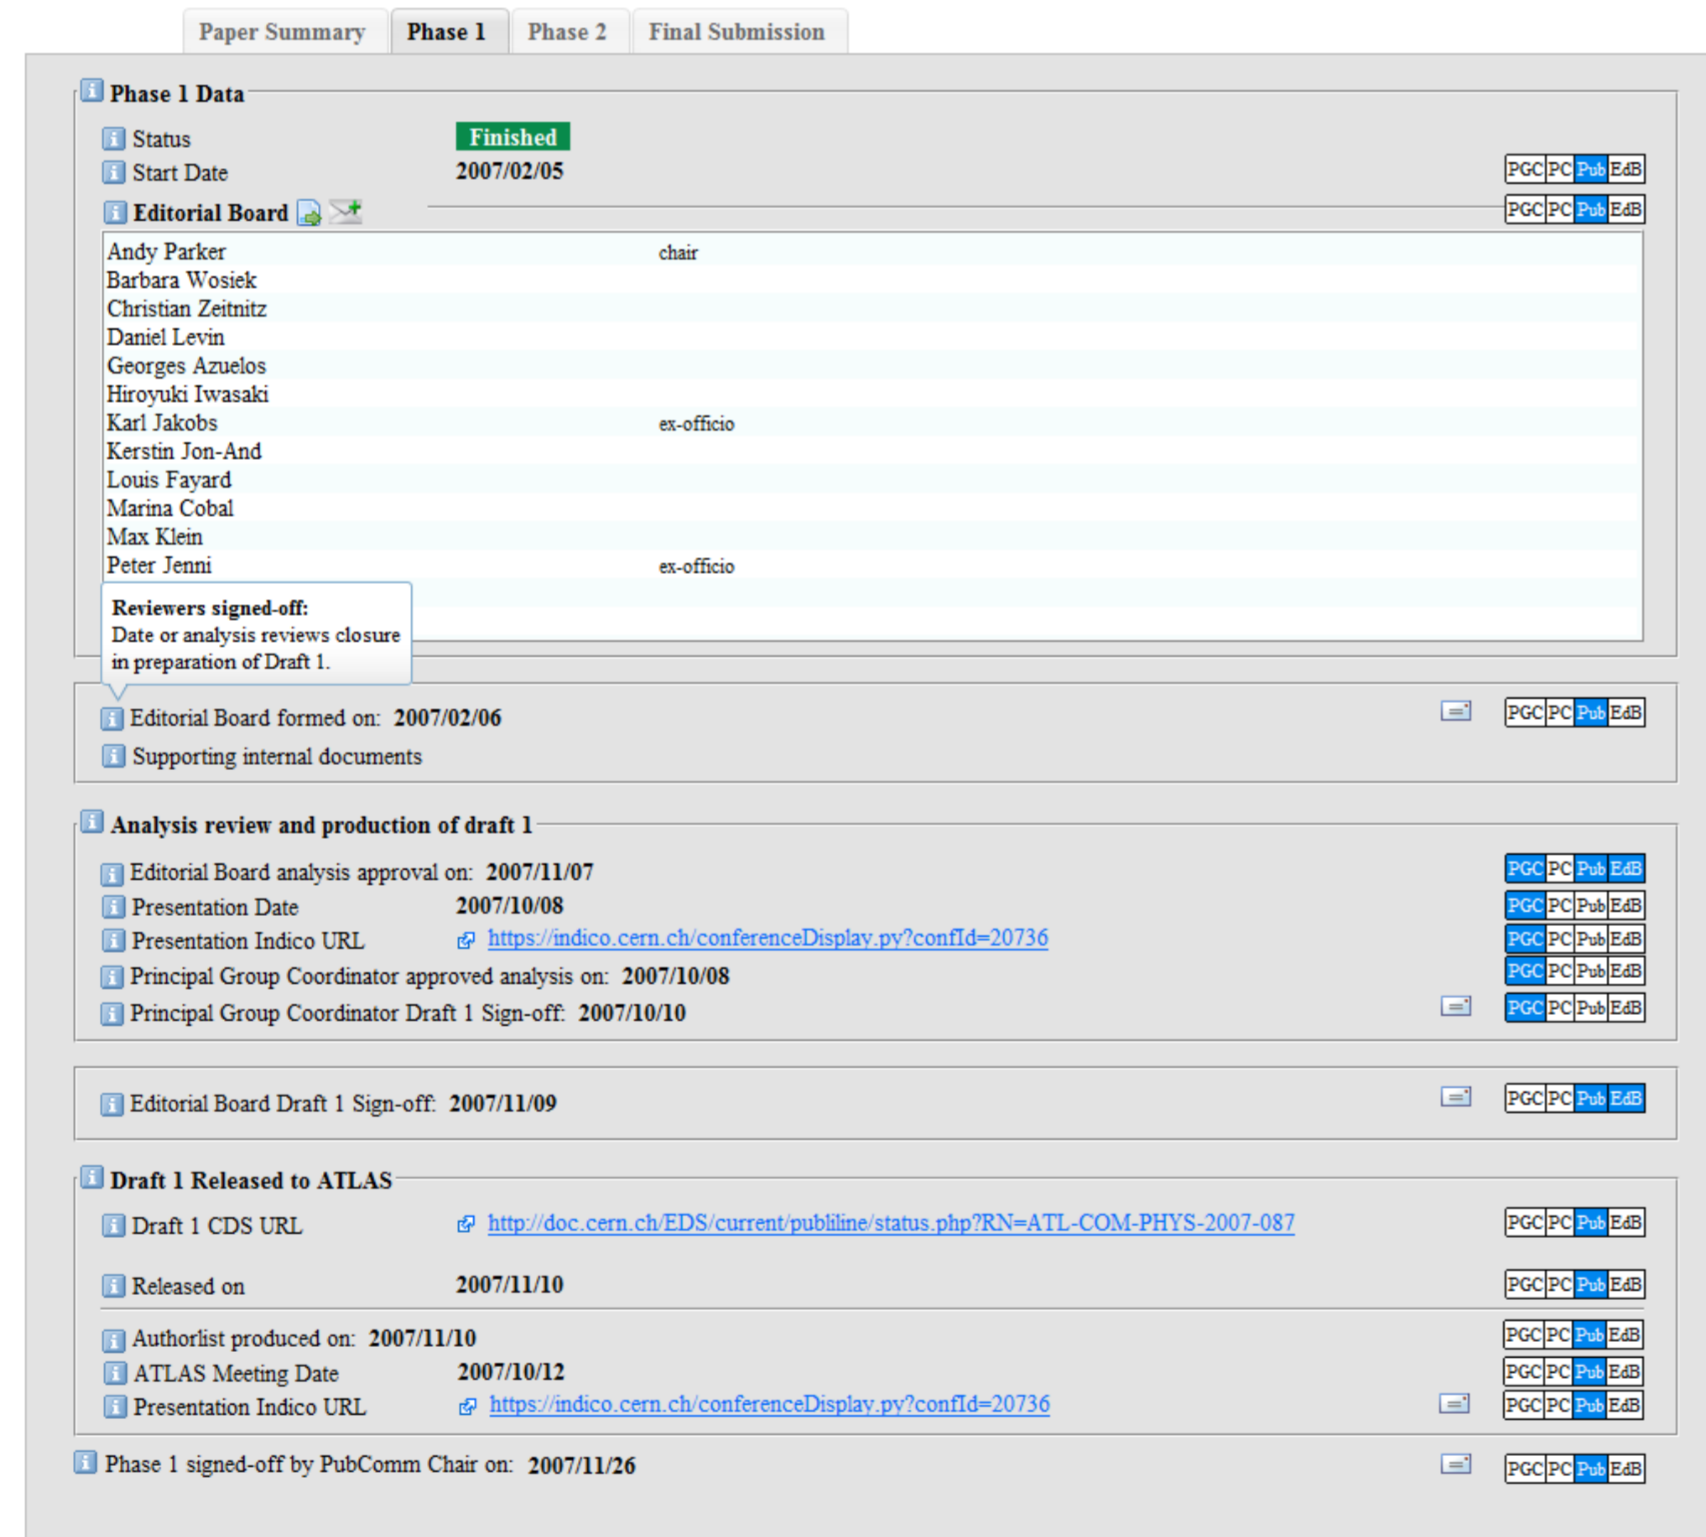 Paper Summary Phase 1 Phase 2 Final Submission
Phase 1 Data
Status Finished
Start Date 2007/02/05 PGC PC Pub EdB
Editorial Board PGC PC Pub EdB
Andy Parker chair
Barbara Wosiek
Christian Zeitnitz
Daniel Levin
Georges Azuelos
Hiroyuki Iwasaki
Karl Jakobs ex-officio
Kerstin Jon-And
Louis Fayard
Marina Cobal
Max Klein
Peter Jenni ex-officio
Reviewers signed-off:
Date or analysis reviews closure
in preparation of Draft 1.
Editorial Board formed on: 2007/02/06 PGC PC Pub EdB
Supporting internal documents
Analysis review and production of draft 1
Editorial Board analysis approval on: 2007/11/07 PGC PC Pub EdB
Presentation Date 2007/10/08 PGC PC Pub EdB
Presentation Indico URL https://indico.cern.ch/conferenceDisplay.py?confId=20736 PGC PC Pub EdB
Principal Group Coordinator approved analysis on: 2007/10/08 PGC PC Pub EdB
Principal Group Coordinator Draft 1 Sign-off: 2007/10/10 PGC PC Pub EdB
Editorial Board Draft 1 Sign-off: 2007/11/09 PGC PC Pub EdB
Draft 1 Released to ATLAS
Draft 1 CDS URL http://doc.cern.ch/EDS/current/publiline/status.php?RN=ATL-COM-PHYS-2007-087 PGC PC Pub EdB
Released on 2007/11/10 PGC PC Pub EdB
Authorlist produced on: 2007/11/10 PGC PC Pub EdB
ATLAS Meeting Date 2007/10/12 PGC PC Pub EdB
Presentation Indico URL https://indico.cern.ch/conferenceDisplay.py?confId=20736 PGC PC Pub EdB
Phase 1 signed-off by PubComm Chair on: 2007/11/26 PGC PC Pub EdB